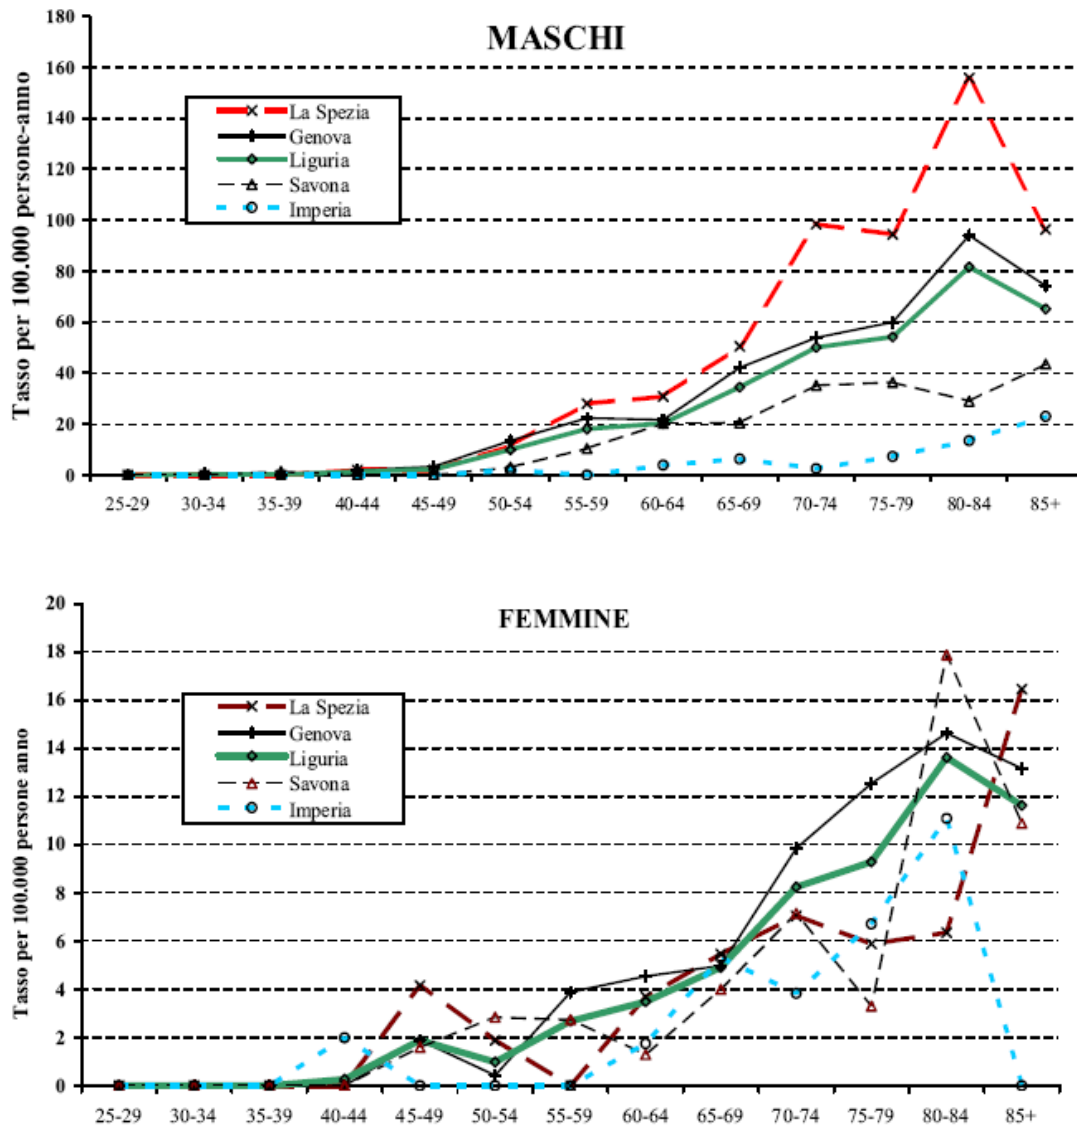 MASCHI
Tasso per 100.000 persone-anno
180
160
140
120
100
80
60
40
20
0
La Spezia
Genova
Liguria
Savona
Imperia
25-29 30-34 35-39 40-44 45-49 50-54 55-59 60-64 65-69 70-74 75-79 80-84 85+
FEMMINE
Tasso per 100.000 persone anno
20
18
16
14
12
10
8
6
4
2
0
La Spezia
Genova
Liguria
Savona
Imperia
25-29 30-34 35-39 40-44 45-49 50-54 55-59 60-64 65-69 70-74 75-79 80-84 85+